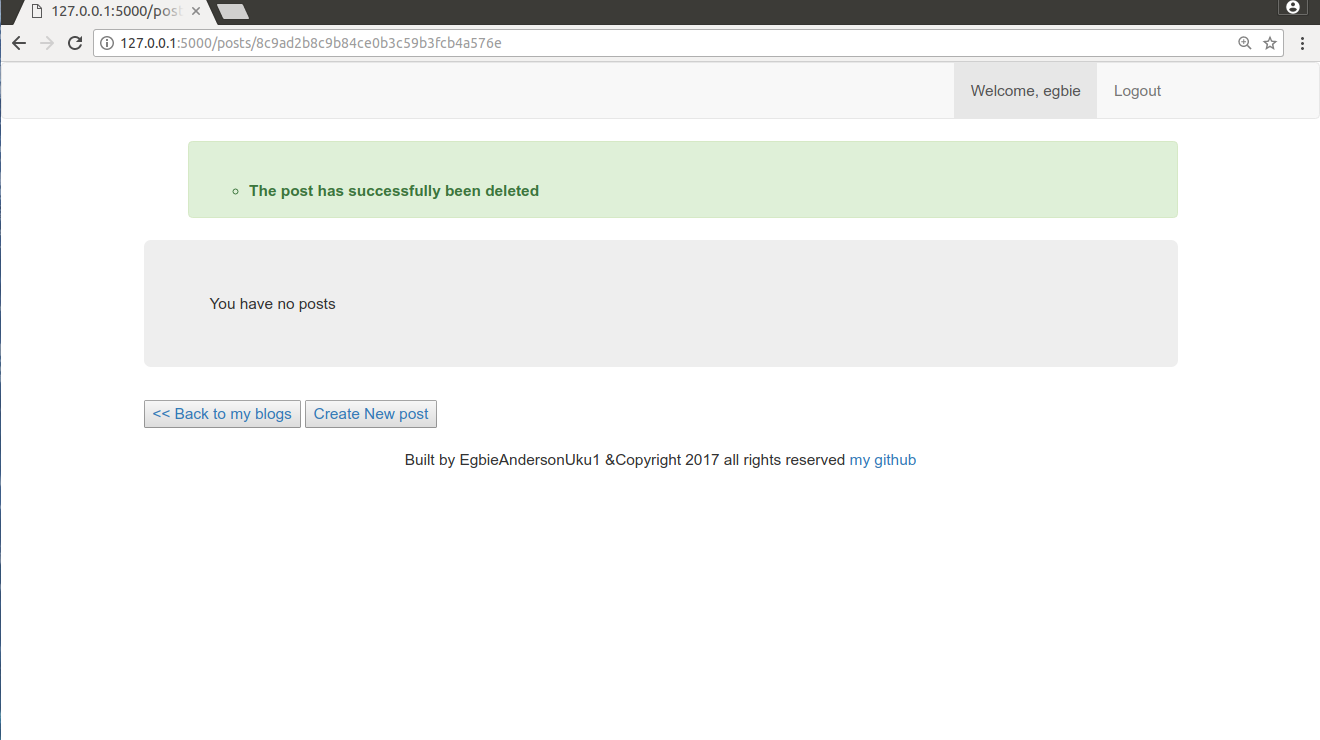 127.0.0.1:5000/post
127.0.0.1:5000/posts/8c9ad2b8c9b84ce0b3c59b3fcb4a576e
Welcome, egbie
Logout
The post has successfully been deleted
You have no posts
<< Back to my blogs
Create New post
Built by EgbieAndersonUku1 &Copyright 2017 all rights reserved my github